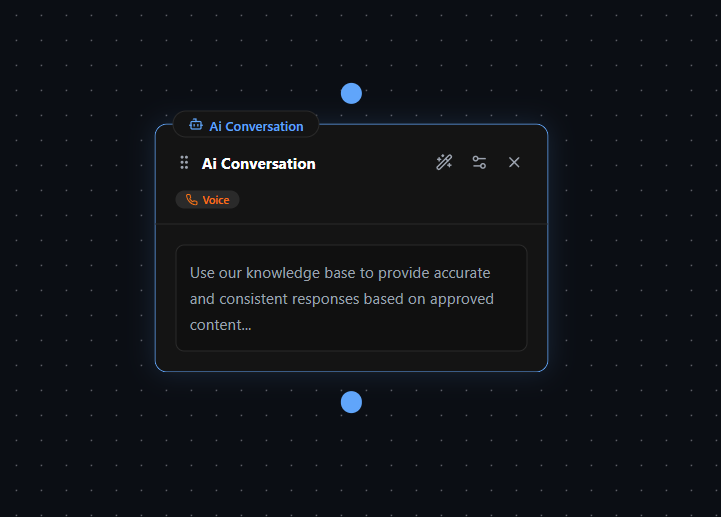 Ai Conversation
Ai Conversation
Voice
Use our knowledge base to provide accurate
and consistent responses based on approved
content...